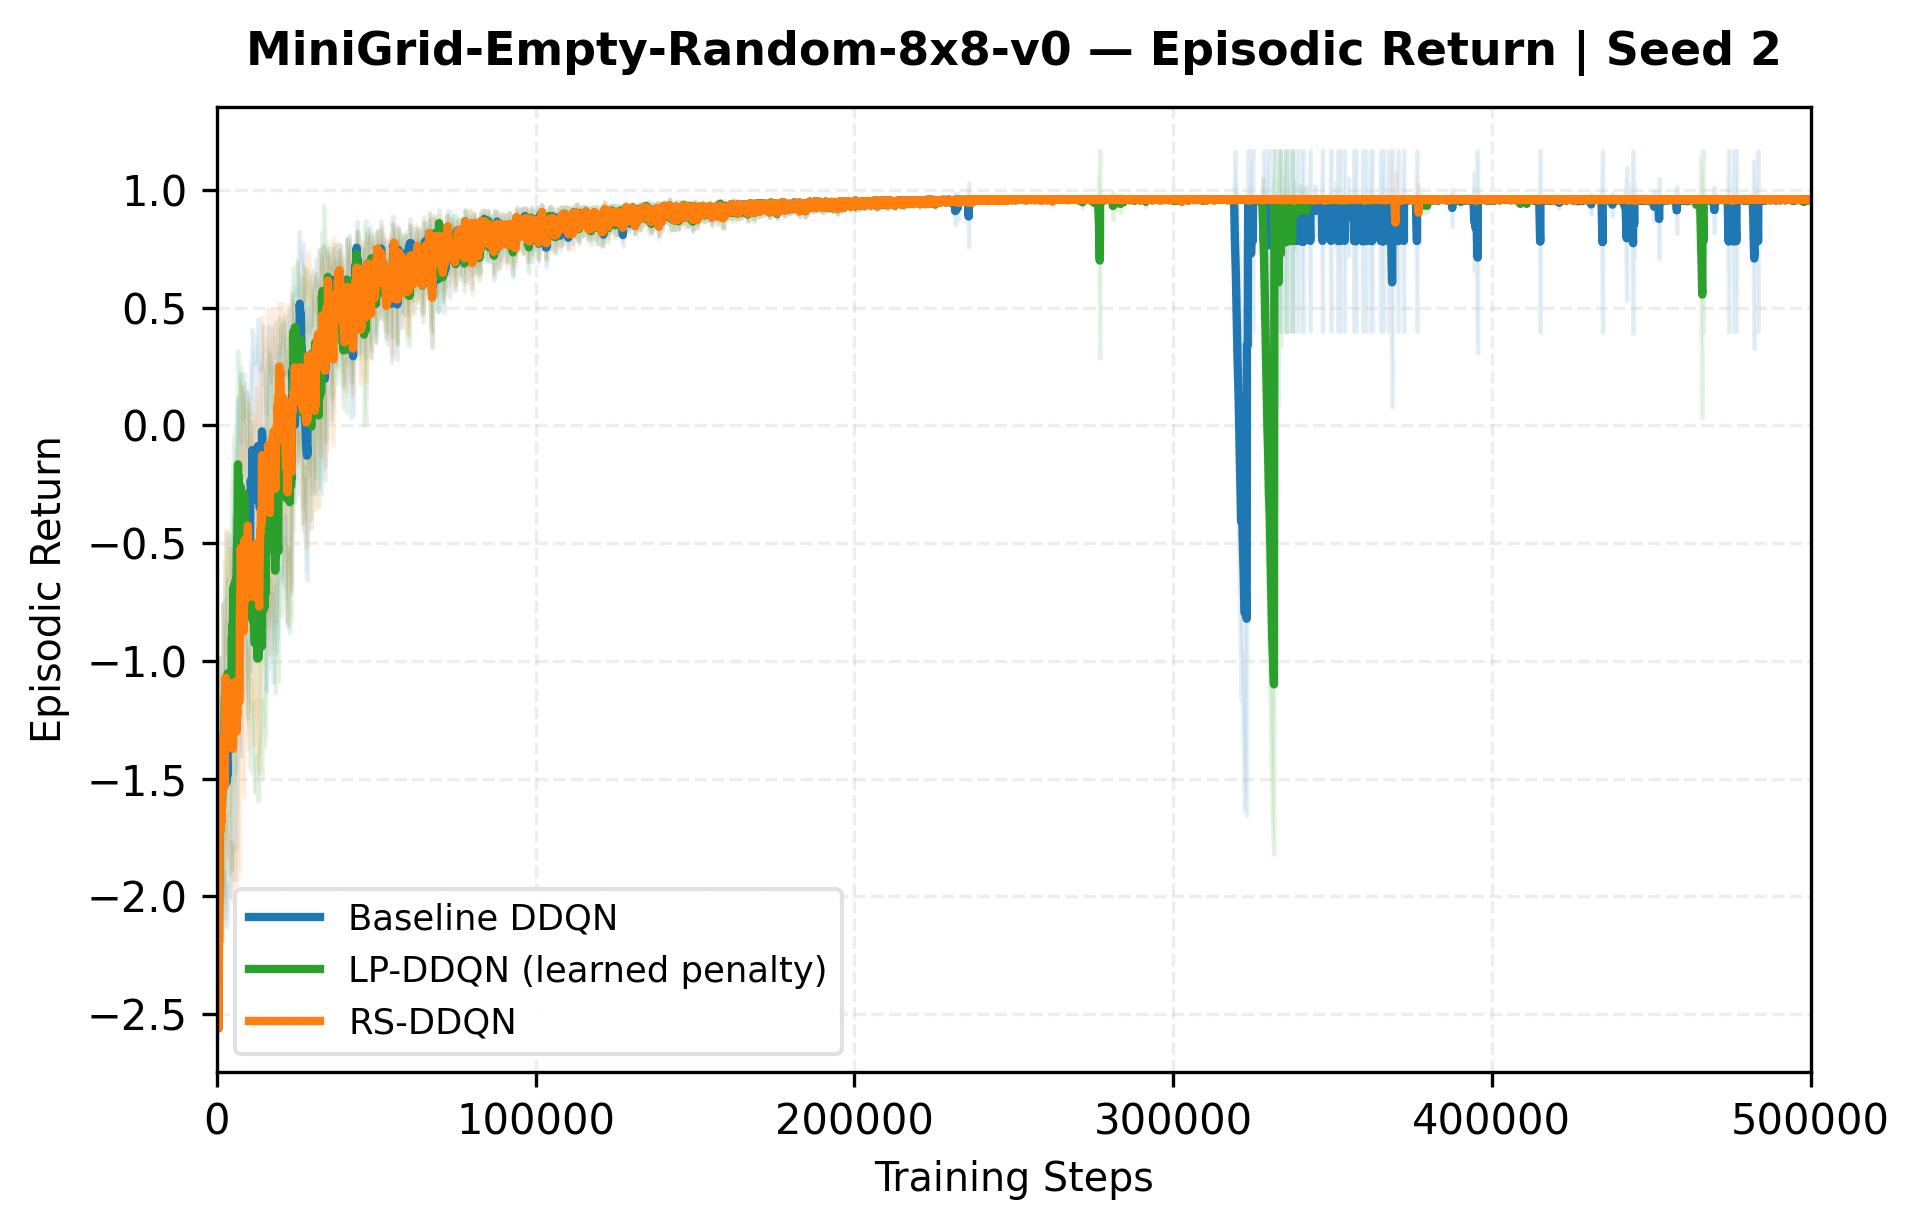 MiniGrid-Empty-Random-8x8-v0 — Episodic Return | Seed 2
Episodic Return
1.0
0.5
0.0
−0.5
−1.0
−1.5
−2.0
−2.5
Baseline DDQN
LP-DDQN (learned penalty)
RS-DDQN
0 100000 200000 300000 400000 500000
Training Steps